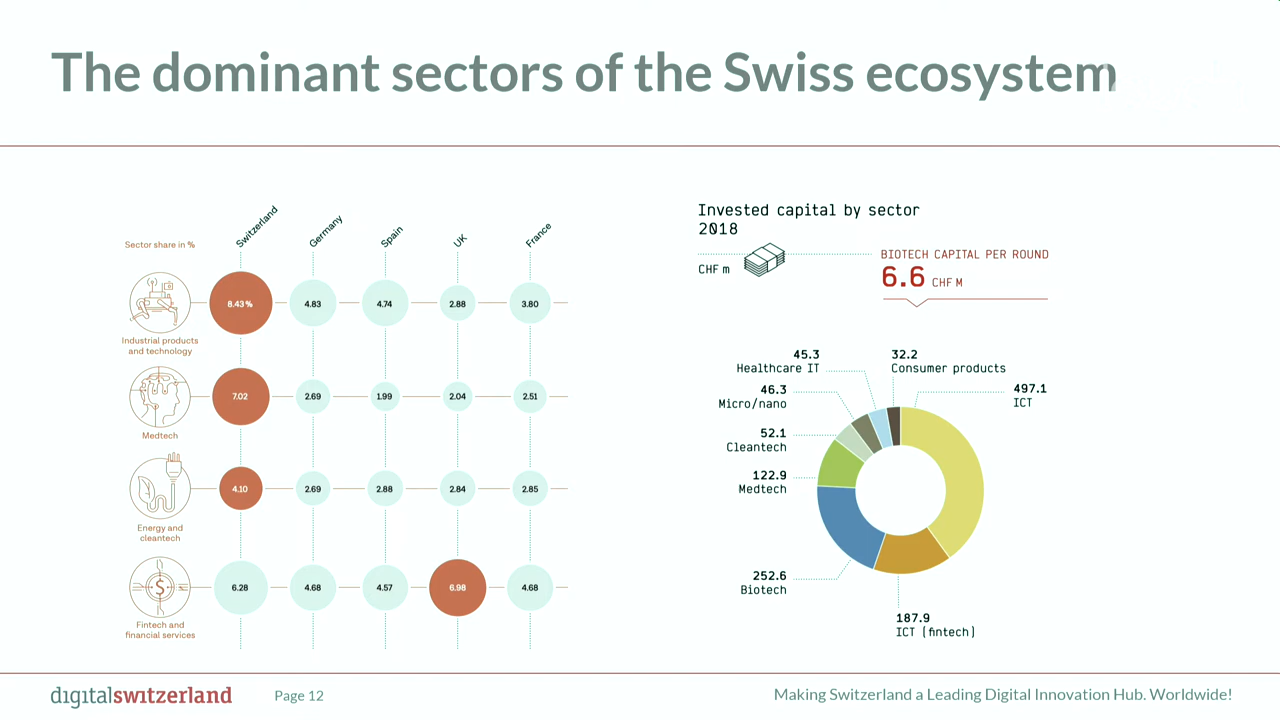 The dominant sectors of the Swiss ecosystem
Sector share in %
Switzerland
Germany
Spain
UK
France
8.43 %
4.83
4.74
2.88
3.80
Industrial products
and technology
7.02
2.69
1.99
2.04
2.51
Medtech
4.10
2.69
2.88
2.84
2.85
Energy and
cleantech
6.28
4.68
4.57
6.98
4.68
Fintech and
financial services
Invested capital by sector
2018
CHF m
BIOTECH CAPITAL PER ROUND
6.6 CHF M
45.3
Healthcare IT
32.2
Consumer products
46.3
Micro/nano
497.1
ICT
52.1
Cleantech
122.9
Medtech
252.6
Biotech
187.9
ICT (fintech)
digitalswitzerland
Page 12
Making Switzerland a Leading Digital Innovation Hub. Worldwide!